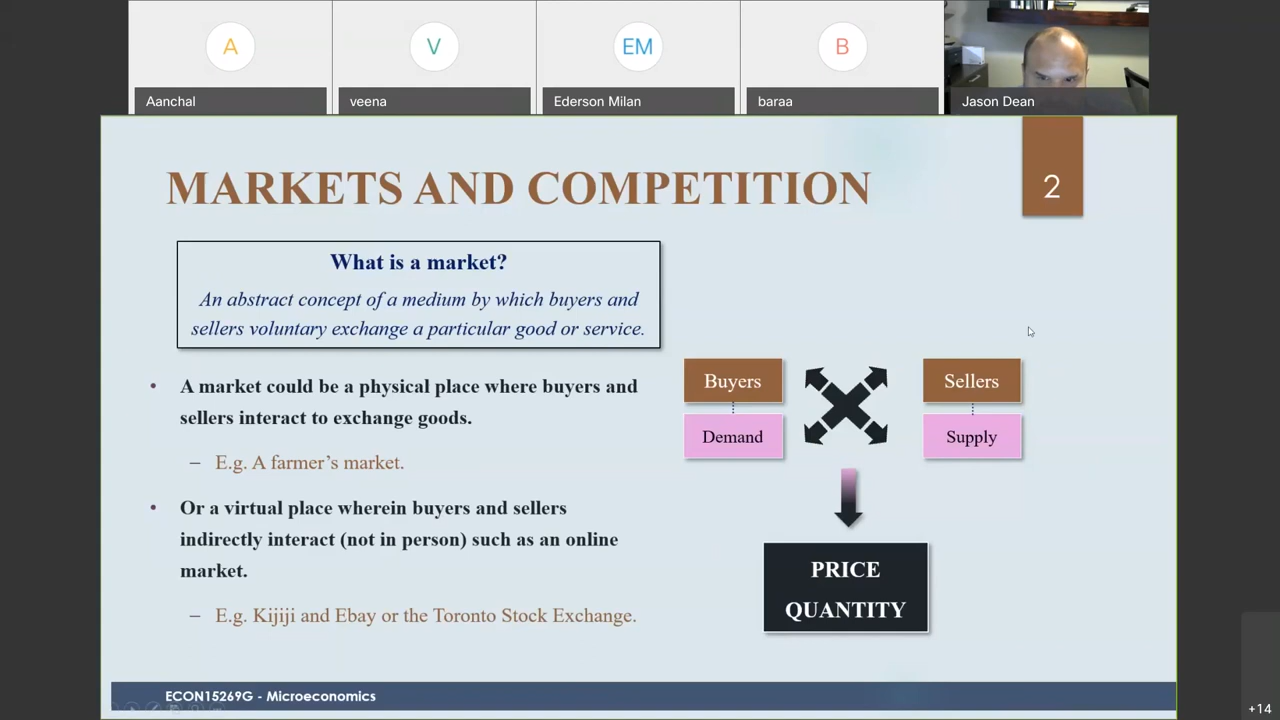 A
V
EM
B
Aanchal
veena
Ederson Milan
baraa
Jason Dean
MARKETS AND COMPETITION
2
What is a market?
An abstract concept of a medium by which buyers and
sellers voluntary exchange a particular good or service.
• A market could be a physical place where buyers and
sellers interact to exchange goods.
– E.g. A farmer’s market.
• Or a virtual place wherein buyers and sellers
indirectly interact (not in person) such as an online
market.
– E.g. Kijiji and Ebay or the Toronto Stock Exchange.
Buyers
Sellers
Demand
Supply
PRICE
QUANTITY
ECON15269G - Microeconomics
+14